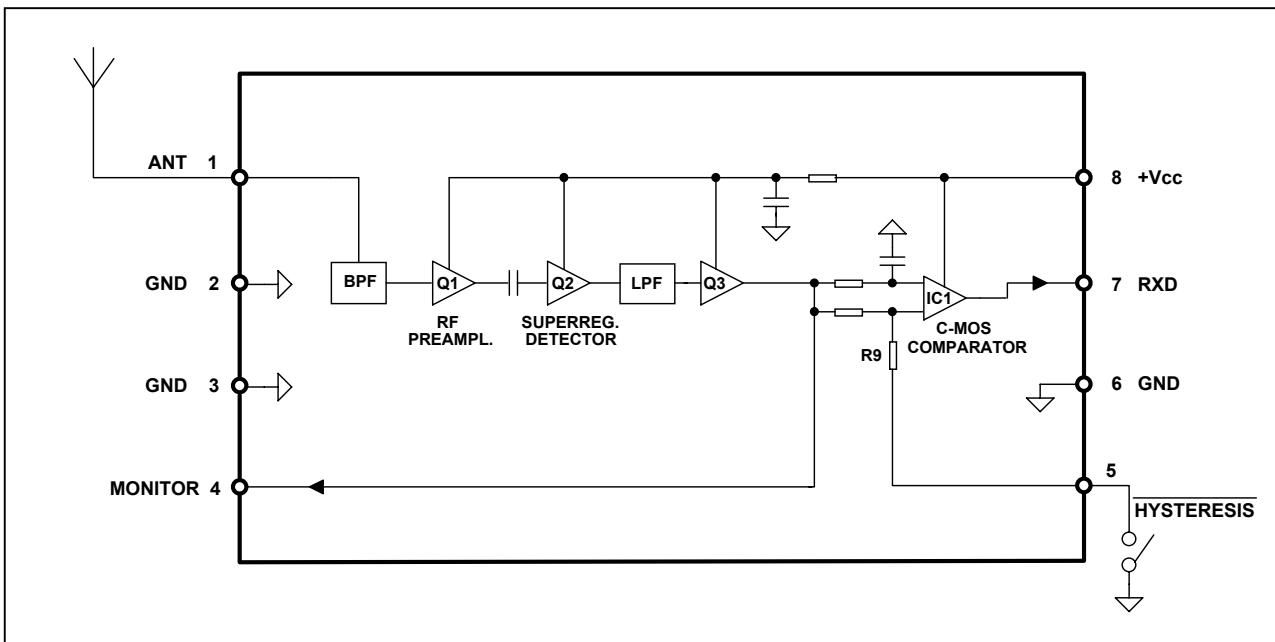 ANT 1
8 +Vcc
GND 2
BPF
Q1
Q2
LPF
Q3
IC1
7 RXD
RF
PREAMPL.
SUPERREG.
DETECTOR
C-MOS
COMPARATOR
R9
GND 3
6 GND
MONITOR 4
5
HYSTERESIS